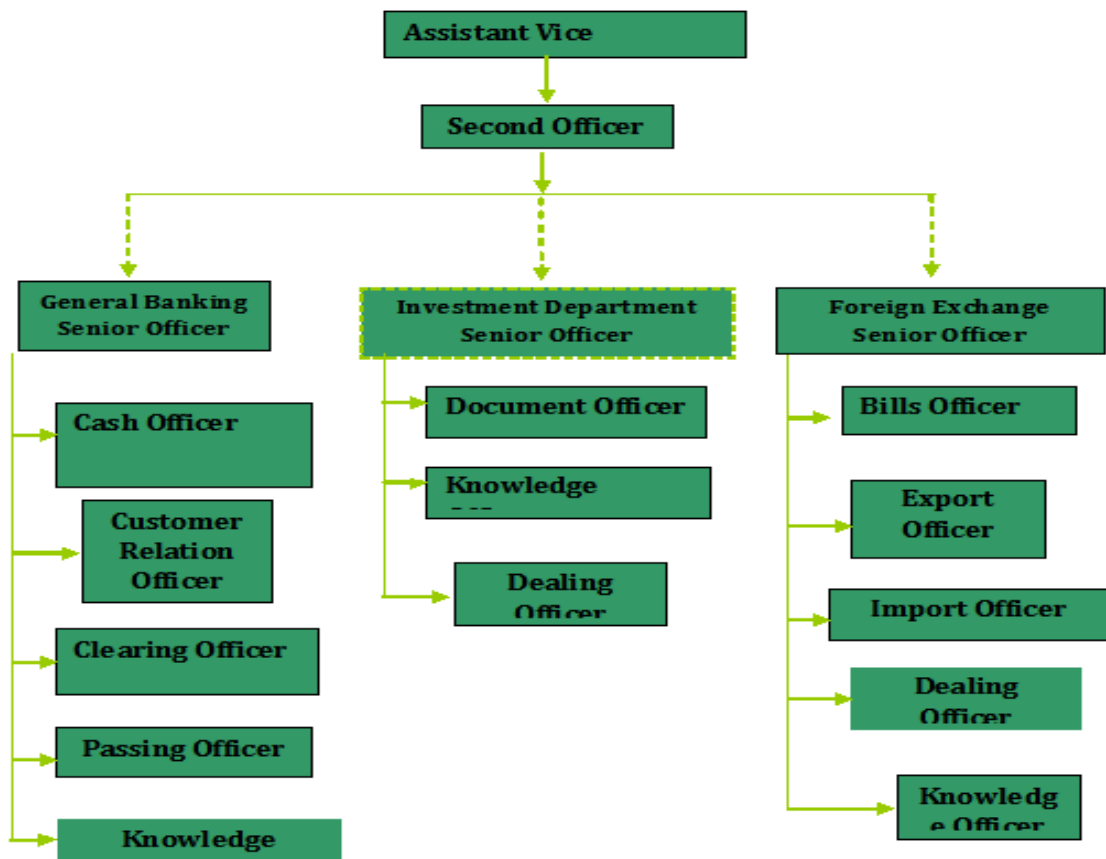 Assistant Vice
Second Officer
General Banking
Senior Officer
Cash Officer
Customer
Relation
Officer
Clearing Officer
Passing Officer
Knowledge
Investment Department
Senior Officer
Document Officer
Knowledge
Dealing
Officer
Foreign Exchange
Senior Officer
Bills Officer
Export
Officer
Import Officer
Dealing
Officer
Knowledg
e Officer